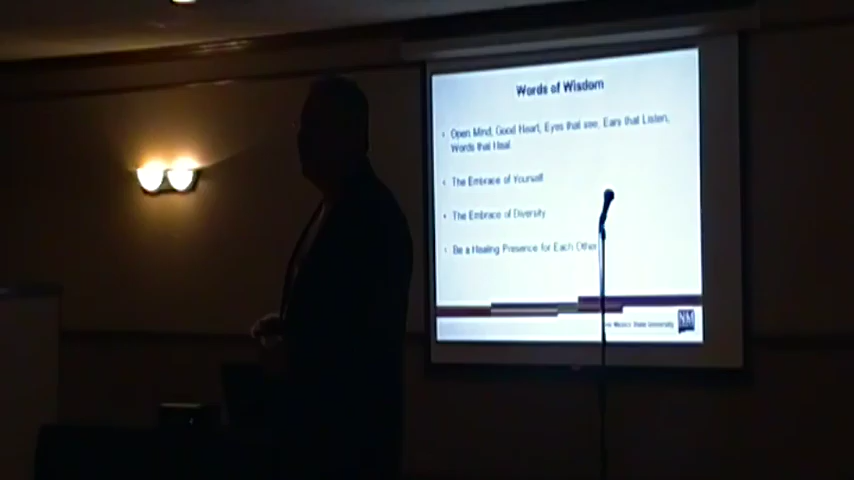 Words of Wisdom
Open Mind, Good Heart, Eyes that see, Ears that Listen,
Words that Heal
The Embrace of Yourself
The Embrace of Diversity
Be a Healing Presence for Each Other
Mexico State University
NM